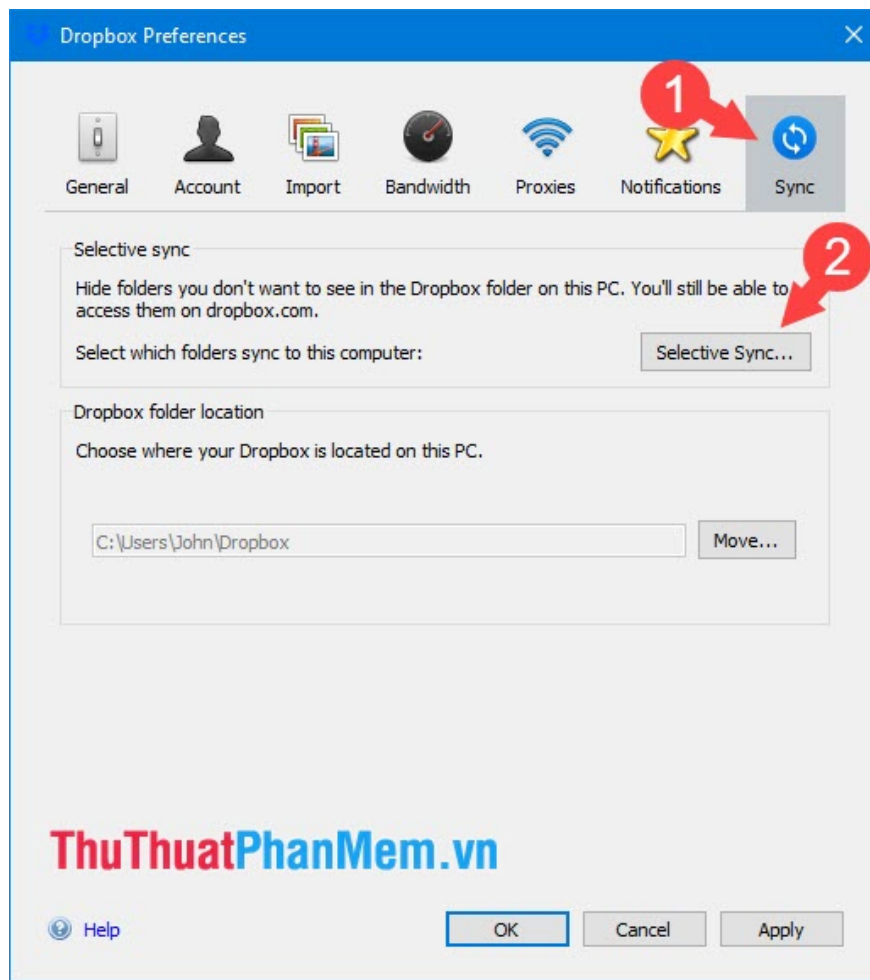 Dropbox Preferences
1
General Account Import Bandwidth Proxies Notifications Sync
Selective sync
2
Hide folders you don't want to see in the Dropbox folder on this PC. You'll still be able to
access them on dropbox.com.
Select which folders sync to this computer: Selective Sync...
Dropbox folder location
Choose where your Dropbox is located on this PC.
C:\Users\John\Dropbox Move...
ThuThuatPhanMem.vn
Help OK Cancel Apply